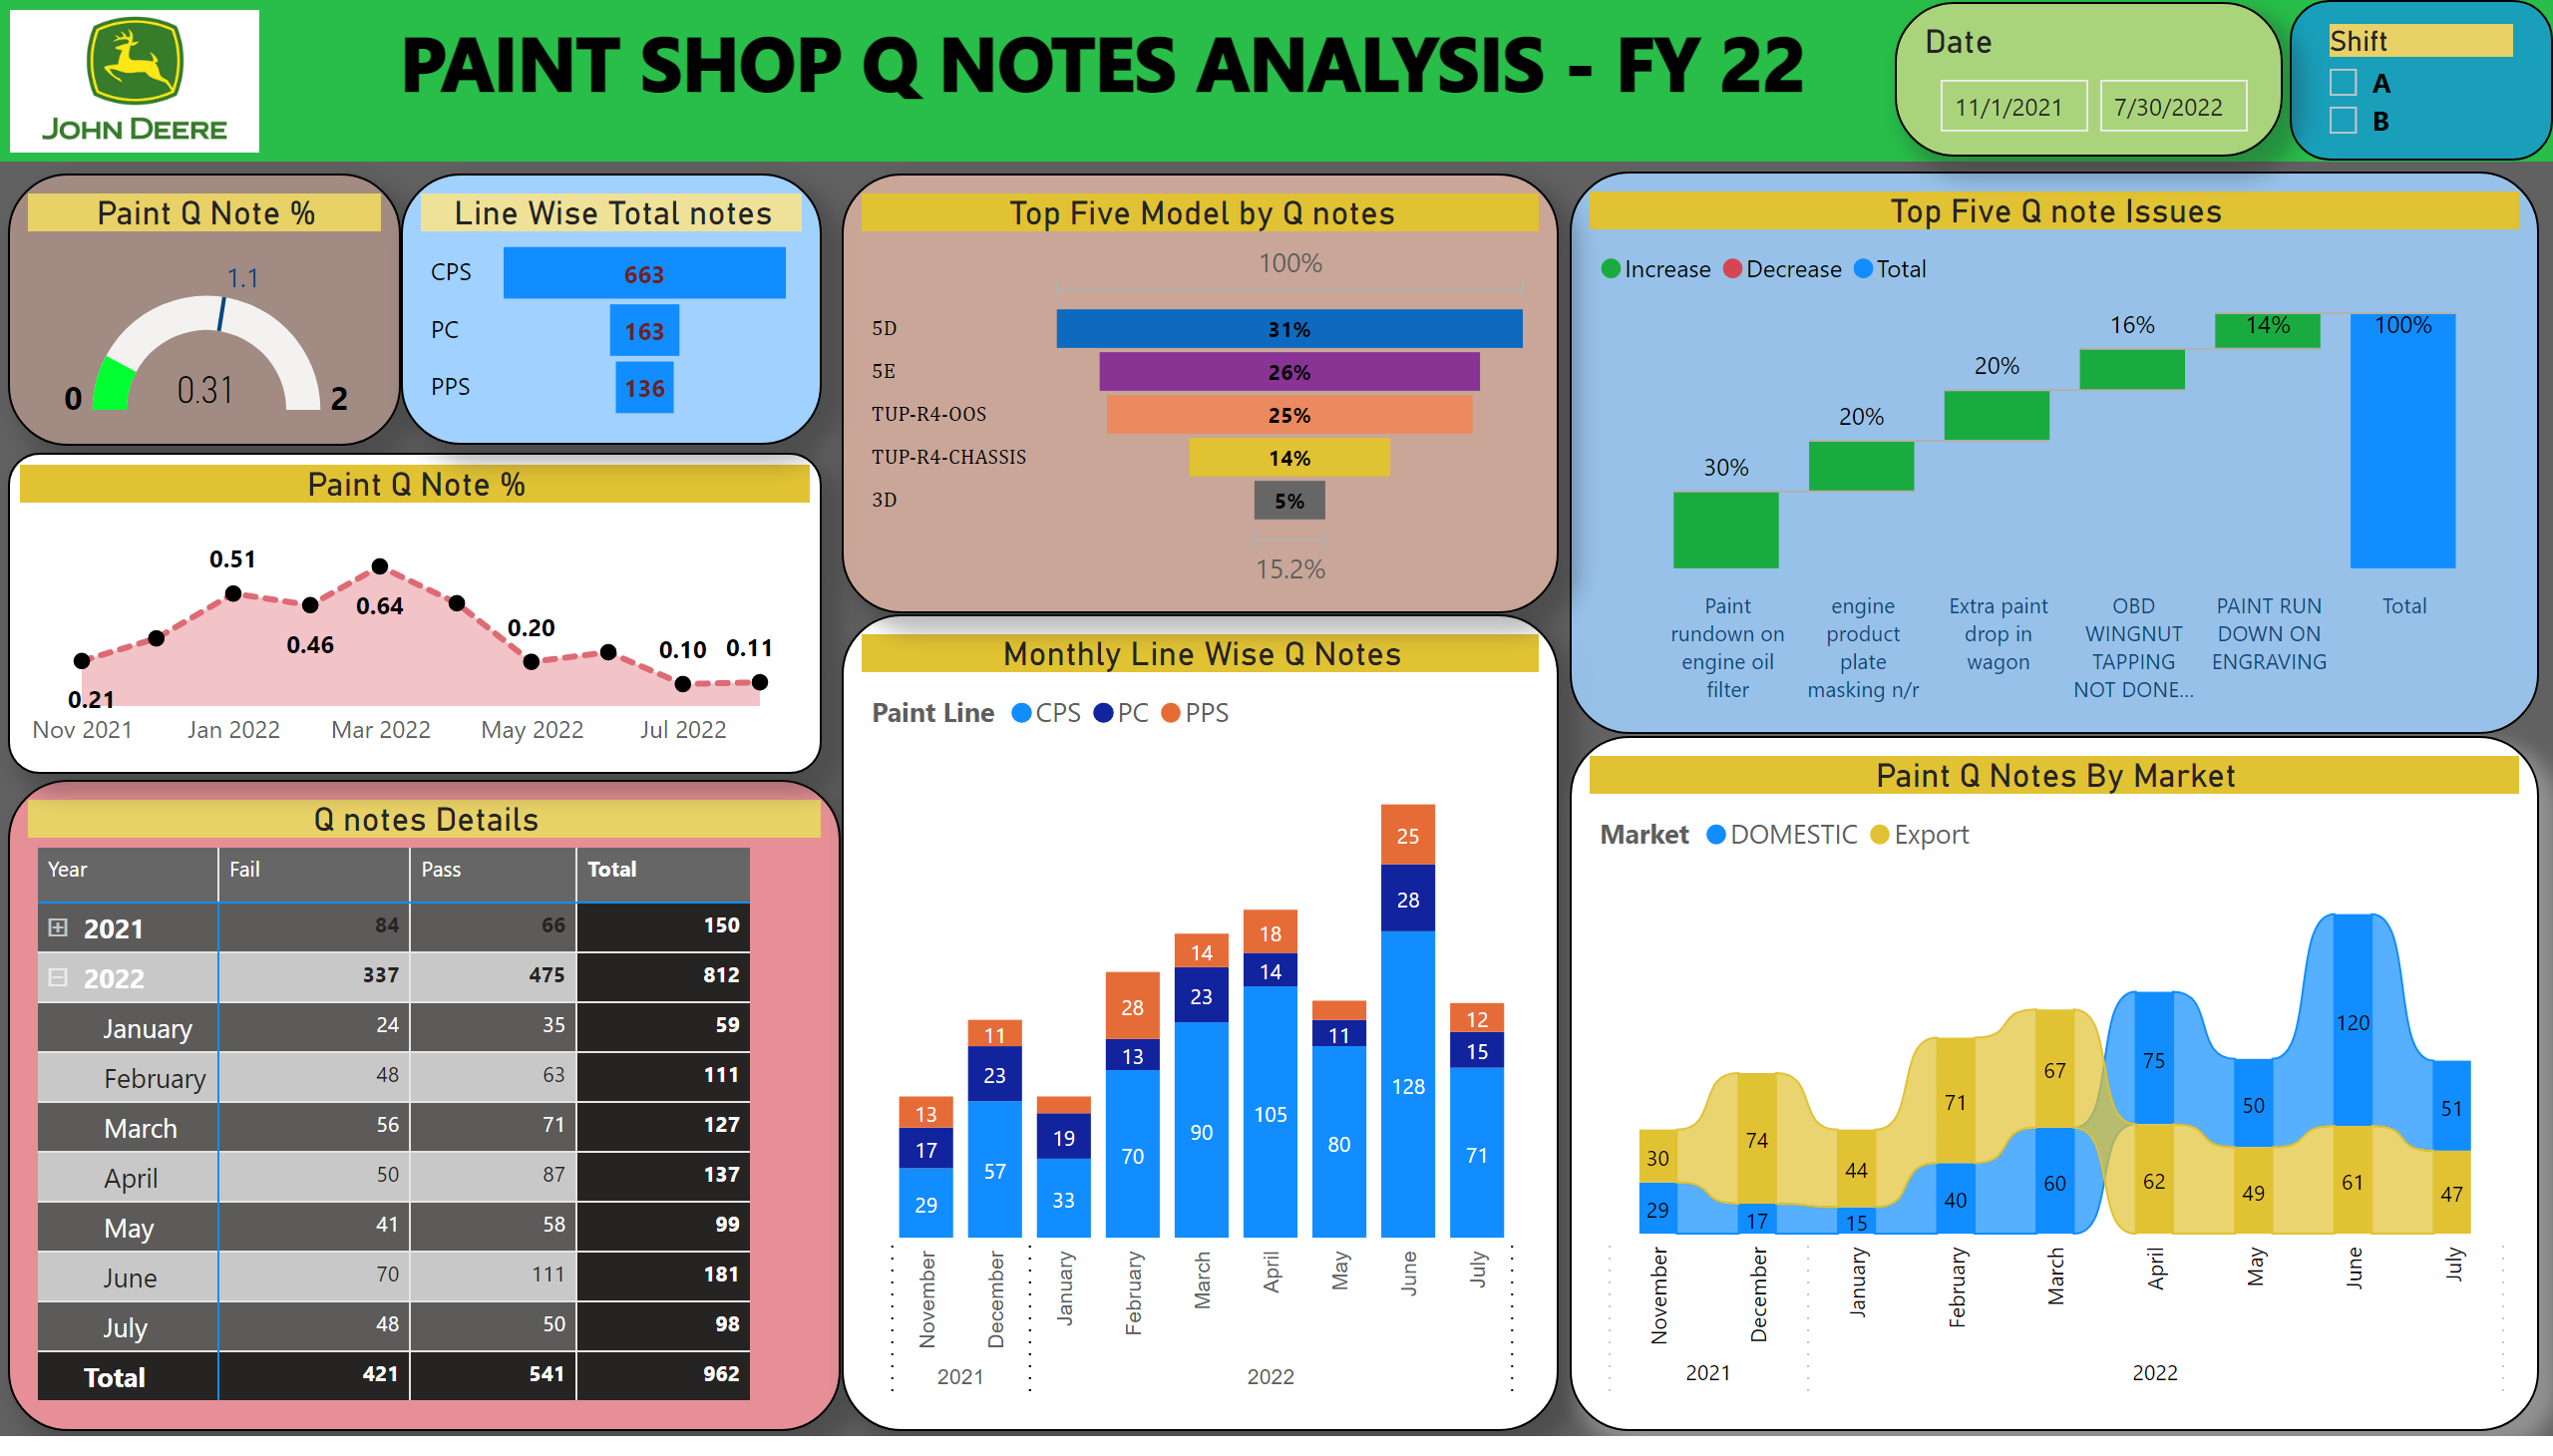 JOHN DEERE
PAINT SHOP Q NOTES ANALYSIS - FY 22
Date
11/1/2021 7/30/2022
Shift
A
B
Paint Q Note %
1.1
0 0.31 2
Line Wise Total notes
CPS 663
PC 163
PPS 136
Paint Q Note %
0.51
0.64
0.46
0.20
0.10 0.11
0.21
Nov 2021 Jan 2022 Mar 2022 May 2022 Jul 2022
Q notes Details
Year Fail Pass Total
2021 84 66 150
2022 337 475 812
January 24 35 59
February 48 63 111
March 56 71 127
April 50 87 137
May 41 58 99
June 70 111 181
July 48 50 98
Total 421 541 962
Top Five Model by Q notes
100%
5D 31%
5E 26%
TUP-R4-OOS 25%
TUP-R4-CHASSIS 14%
3D 5%
15.2%
Monthly Line Wise Q Notes
Paint Line CPS PC PPS
13 11 28 14 18 25 12
17 23 19 13 23 14 11 28 15
29 57 33 70 90 105 80 128 71
November December January February March April May June July
2021 2022
Top Five Q note Issues
Increase Decrease Total
30% 20% 20% 16% 14% 100%
Paint
rundown on
engine oil
filter
engine
product
plate
masking n/r
Extra paint
drop in
wagon
OBD
WINGNUT
TAPPING
NOT DONE...
PAINT RUN
DOWN ON
ENGRAVING
Total
Paint Q Notes By Market
Market DOMESTIC Export
30 74 44 71 67 75 50 120 51
29 17 15 40 60 62 49 61 47
November December January February March April May June July
2021 2022